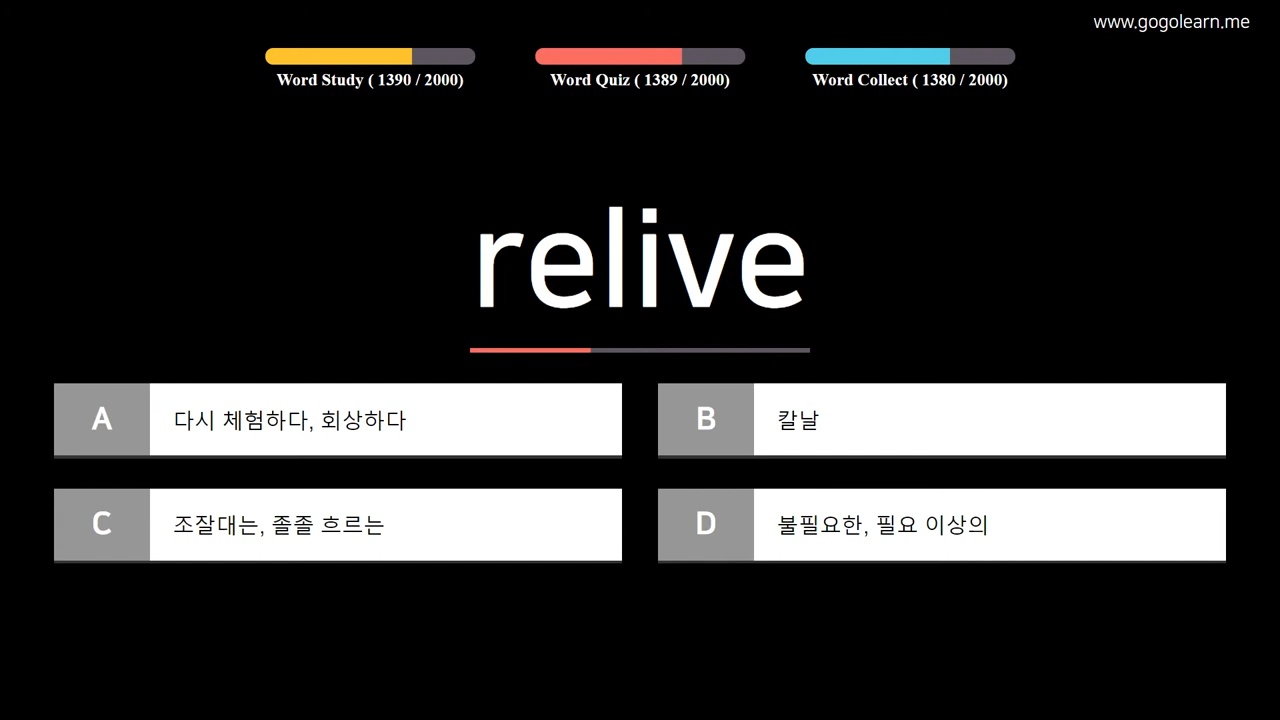 www.gogolearn.me
Word Study ( 1390 / 2000)
Word Quiz ( 1389 / 2000)
Word Collect ( 1380 / 2000)
relive
A 다시 체험하다, 회상하다
B 칼날
C 조잘대는, 졸졸 흐르는
D 불필요한, 필요 이상의